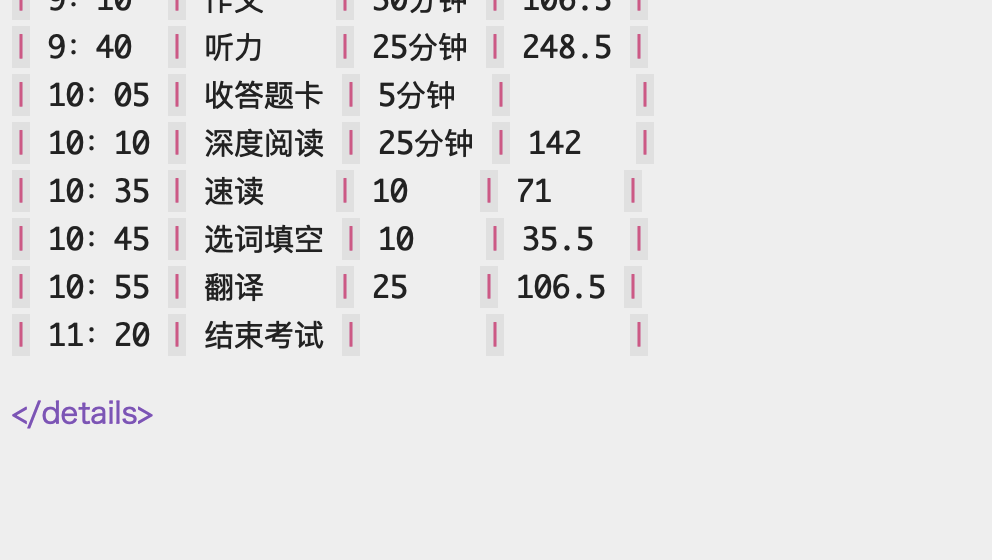 | 9：10 | 作文 | 30分钟 | 106.5 |
| 9：40 | 听力 | 25分钟 | 248.5 |
| 10：05 | 收答题卡 | 5分钟 | |
| 10：10 | 深度阅读 | 25分钟 | 142 |
| 10：35 | 速读 | 10 | 71 |
| 10：45 | 选词填空 | 10 | 35.5 |
| 10：55 | 翻译 | 25 | 106.5 |
| 11：20 | 结束考试 | | |
</details>